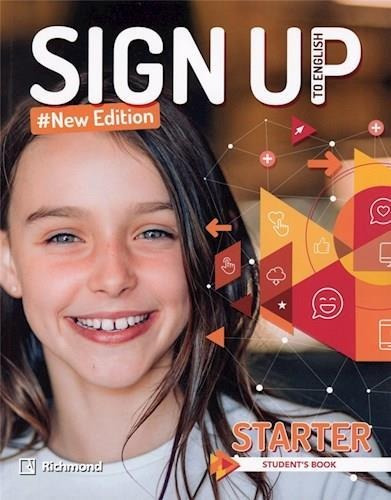 SIGN UP
TO ENGLISH
#New Edition
STARTER
STUDENT'S BOOK
Richmond